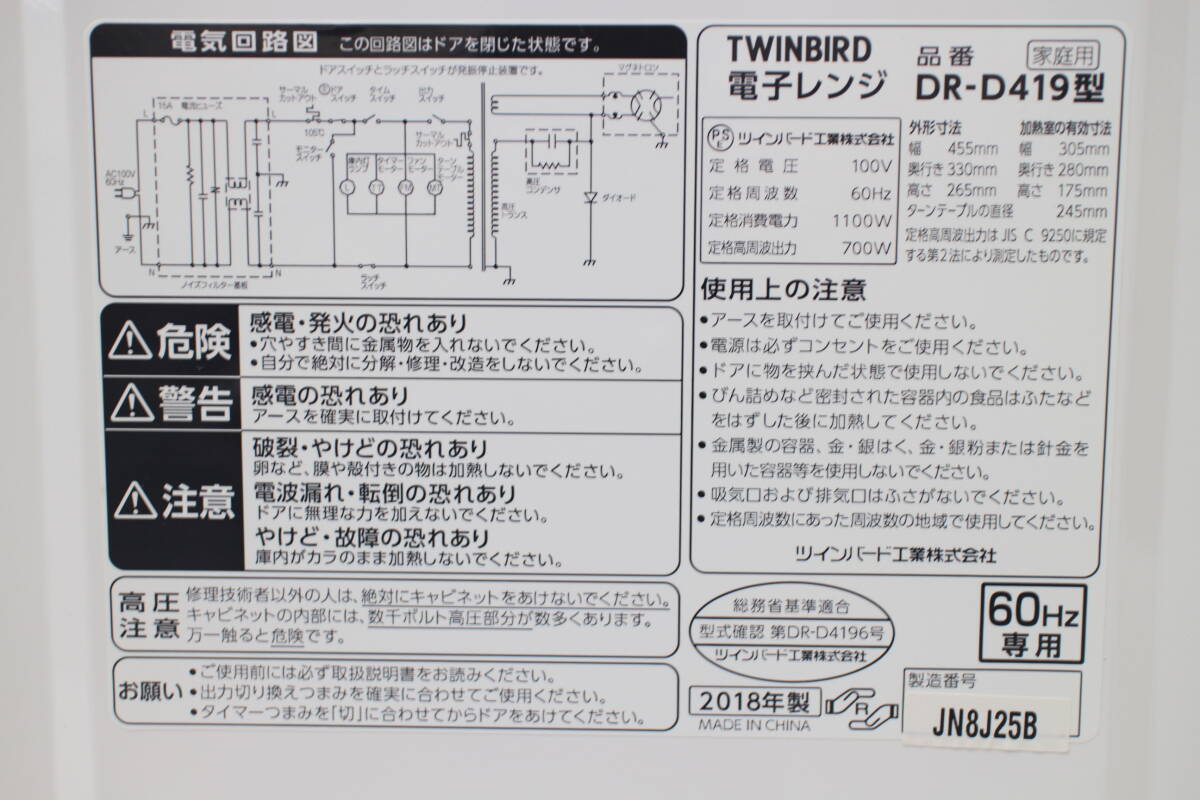 電気回路図 この回路図はドアを閉じた状態です。
ドアスイッチとラッチスイッチが発振停止装置です。
マグネトロン
15A 電流ヒューズ
サーマル
カットアウト
105℃
ドア
スイッチ
タイム
スイッチ
出力
スイッチ
L
L
モニター
スイッチ
サーマル
カットアウト
AC100V
60Hz
庫内灯
ランプ
タイマー
モーター
ファン
モーター
ターン
テーブル
モーター
L
TT
FM
MT
高圧
コンデンサ
ダイオード
高圧
トランス
アース
N
N
ノイズフィルター基板
ラッチ
スイッチ
危険
感電・発火の恐れあり
•穴やすき間に金属物を入れないでください。
•自分で絶対に分解・修理・改造をしないでください。
警告
感電の恐れあり
アースを確実に取付けてください。
注意
破裂・やけどの恐れあり
卵など、膜や殻付きの物は加熱しないでください。
電波漏れ・転倒の恐れあり
ドアに無理な力を加えないでください。
やけど・故障の恐れあり
庫内がカラのまま加熱しないでください。
高圧
注意
修理技術者以外の人は、絶対にキャビネットをあけないでください。
キャビネットの内部には、数千ボルト高圧部分が数多くあります。
万一触ると危険です。
お願い
•ご使用前には必ず取扱説明書をお読みください。
•出力切り換えつまみを確実に合わせてご使用ください。
•タイマーつまみを「切」に合わせてからドアをあけてください。
TWINBIRD 品番 家庭用
電子レンジ DR-D419型
PSE ツインバード工業株式会社
定格電圧 100V
定格周波数 60Hz
定格消費電力 1100W
定格高周波出力 700W
外形寸法 加熱室の有効寸法
幅 455mm 幅 305mm
奥行き330mm 奥行き280mm
高さ 265mm 高さ 175mm
ターンテーブルの直径 245mm
定格高周波出力は JIS C 9250に規定
する第2法により測定したものです。
使用上の注意
•アースを取付けてご使用ください。
•電源は必ずコンセントをご使用ください。
•ドアに物を挟んだ状態で使用しないでください。
•びん詰めなど密封された容器内の食品はふたなど
をはずした後に加熱してください。
•金属製の容器、金・銀はく、金・銀粉または針金を
用いた容器等を使用しないでください。
•吸気口および排気口はふさがないでください。
•定格周波数にあった周波数の地域で使用してください。
ツインバード工業株式会社
総務省基準適合
型式確認 第DR-D4196号
ツインバード工業株式会社
60Hz
専用
2018年製
MADE IN CHINA
R
製造番号
JN8J25B